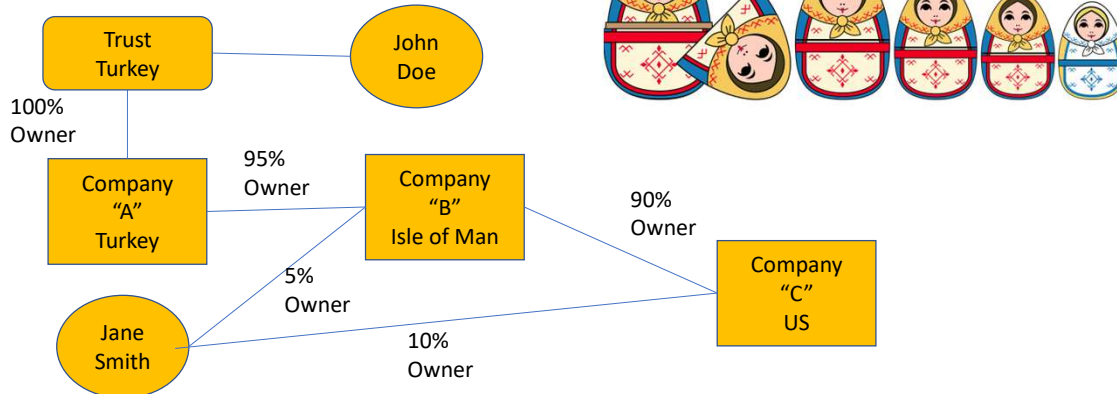 Trust
Turkey
John
Doe
100%
Owner
Company
“A”
Turkey
95%
Owner
Company
“B”
Isle of Man
90%
Owner
Company
“C”
US
5%
Owner
Jane
Smith
10%
Owner